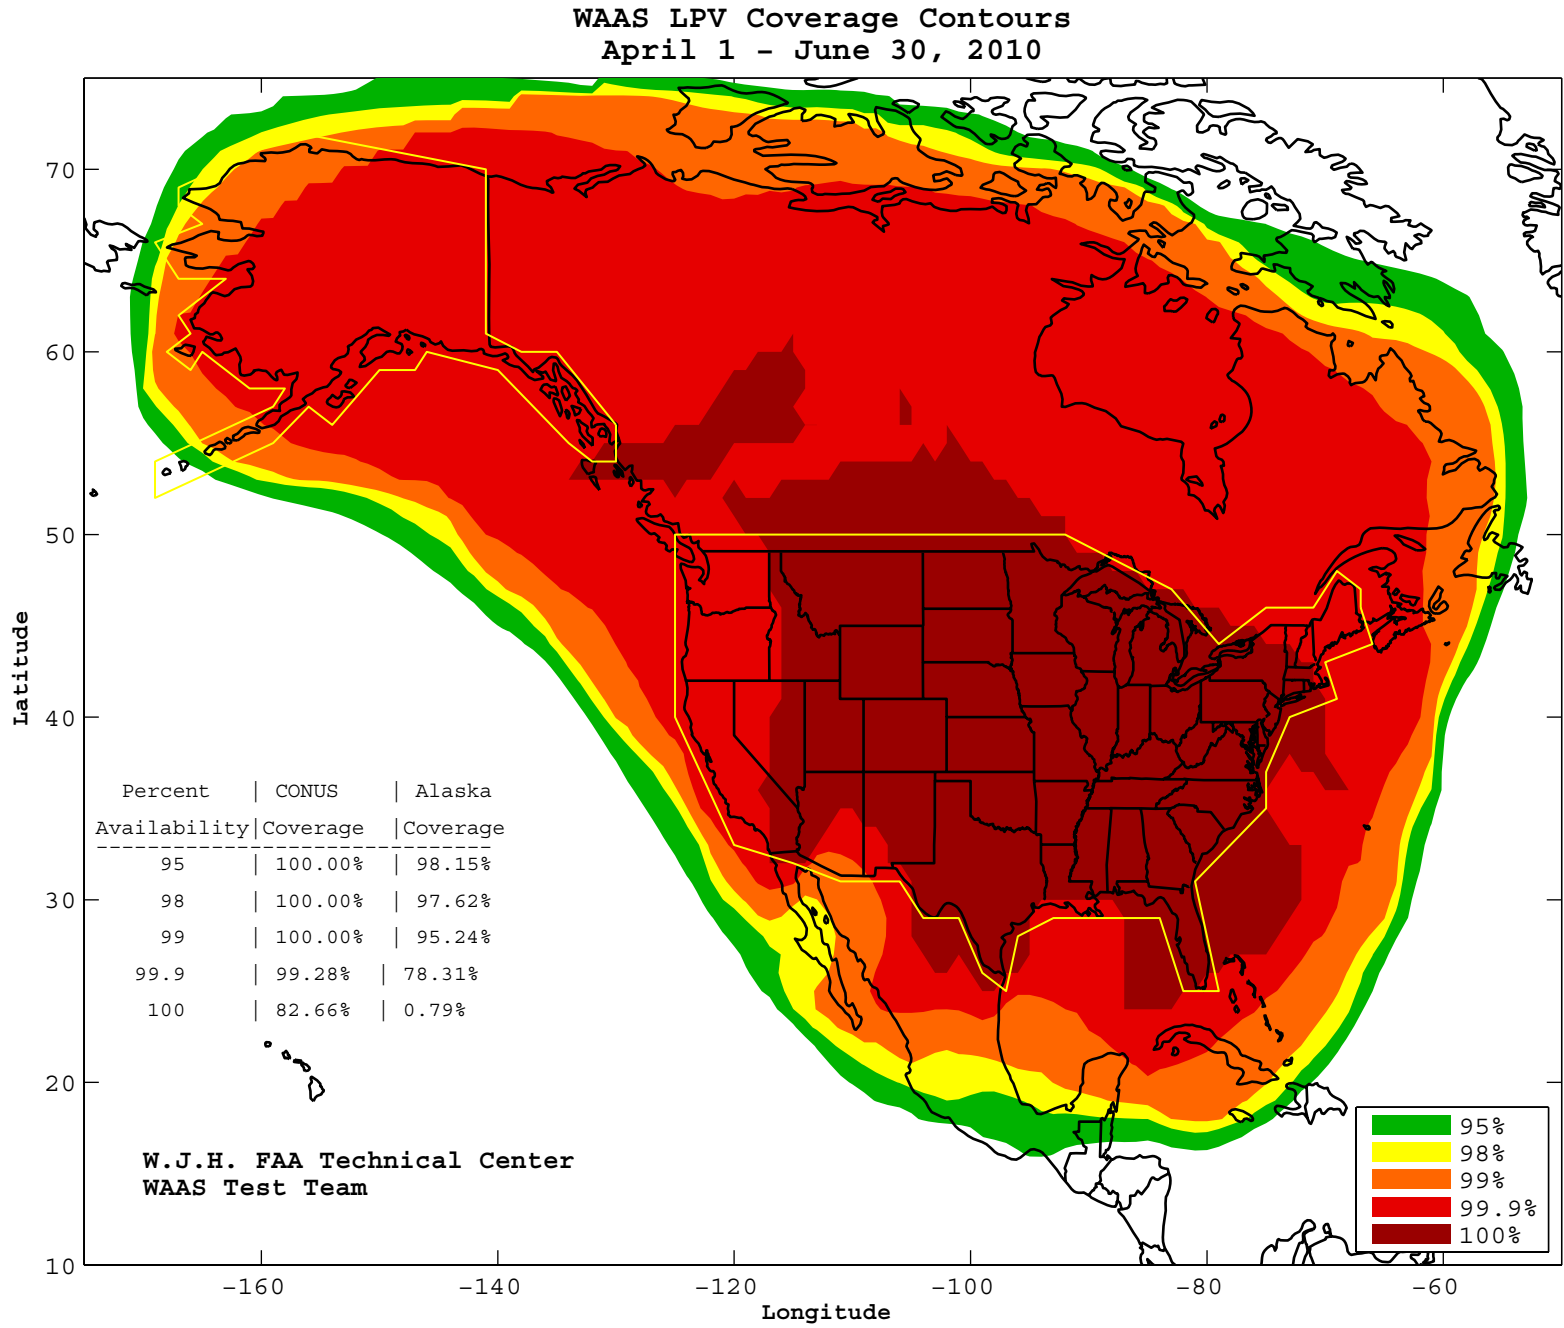 WAAS LPV Coverage Contours
April 1 - June 30, 2010
70
60
50
40
30
20
10
Latitude
Percent | CONUS | Alaska
Availability|Coverage |Coverage
--------------------------------
95 | 100.00% | 98.15%
98 | 100.00% | 97.62%
99 | 100.00% | 95.24%
99.9 | 99.28% | 78.31%
100 | 82.66% | 0.79%
W.J.H. FAA Technical Center
WAAS Test Team
95%
98%
99%
99.9%
100%
-160 -140 -120 -100 -80 -60
Longitude